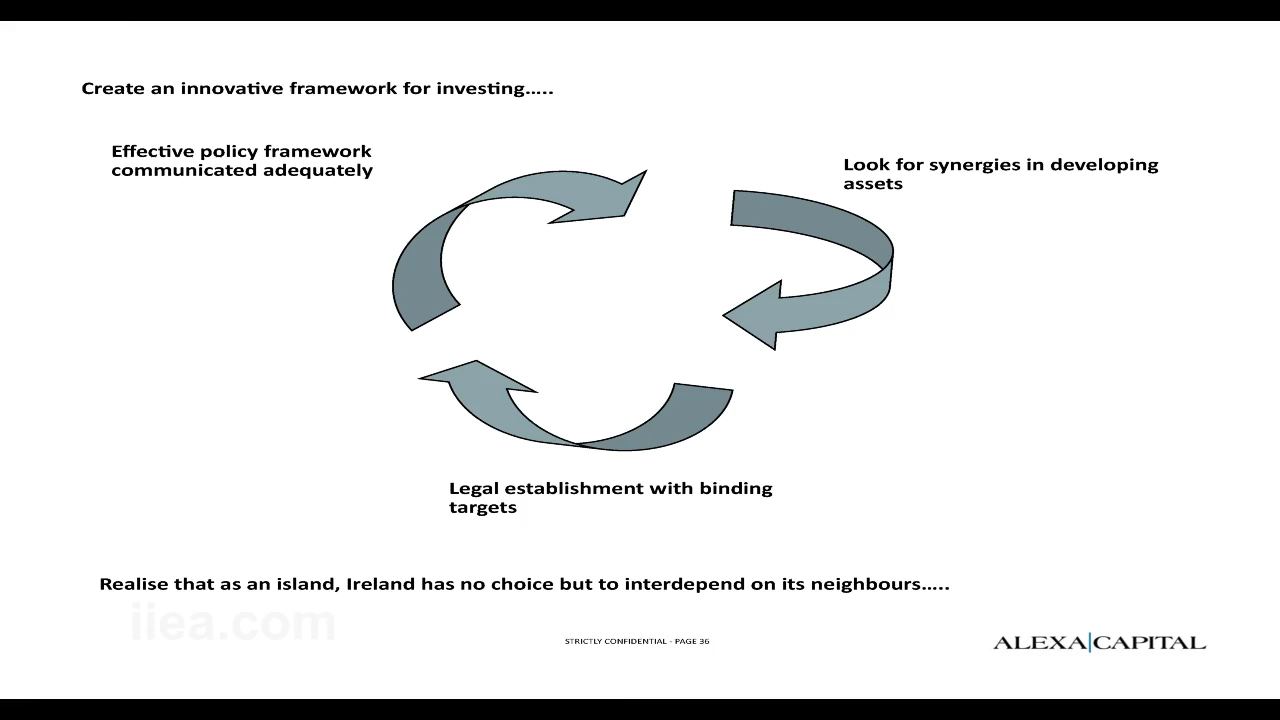 Create an innovative framework for investing…..
Effective policy framework
communicated adequately
Look for synergies in developing
assets
Legal establishment with binding
targets
Realise that as an island, Ireland has no choice but to interdepend on its neighbours…..
iiea.com
STRICTLY CONFIDENTIAL - PAGE 36
ALEXA|CAPITAL